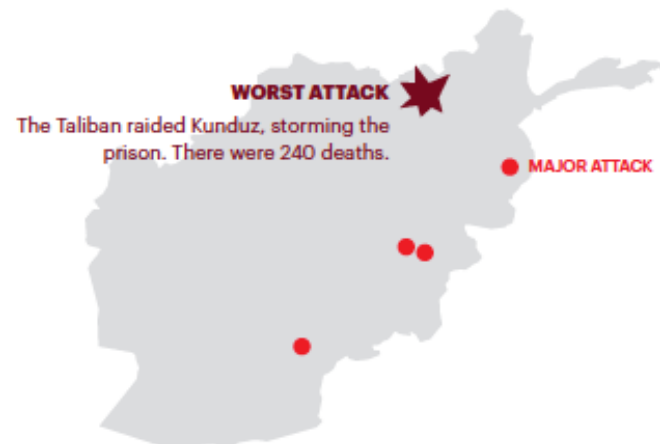 WORST ATTACK
The Taliban raided Kunduz, storming the
prison. There were 240 deaths.
MAJOR ATTACK